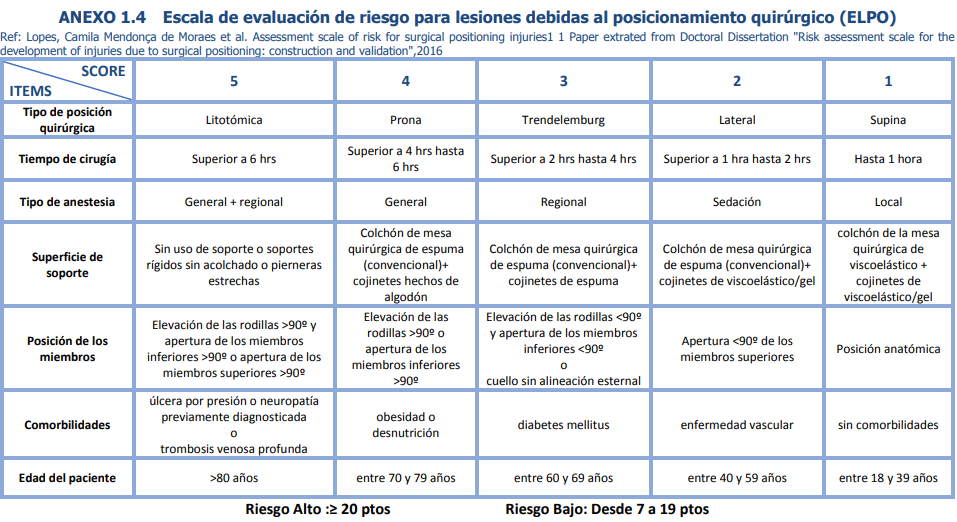 ANEXO 1.4 Escala de evaluación de riesgo para lesiones debidas al posicionamiento quirúrgico (ELPO)
Ref: Lopes, Camila Mendonça de Moraes et al. Assessment scale of risk for surgical positioning injuries1 1 Paper extrated from Doctoral Dissertation "Risk assessment scale for the
development of injuries due to surgical positioning: construction and validation",2016
SCORE
ITEMS
5
4
3
2
1
Tipo de posición
quirúrgica
Litotómica
Prona
Trendelemburg
Lateral
Supina
Tiempo de cirugía
Superior a 6 hrs
Superior a 4 hrs hasta
6 hrs
Superior a 2 hrs hasta 4 hrs
Superior a 1 hra hasta 2 hrs
Hasta 1 hora
Tipo de anestesia
General + regional
General
Regional
Sedación
Local
Superficie de
soporte
Sin uso de soporte o soportes
rígidos sin acolchado o pierneras
estrechas
Colchón de mesa
quirúrgica de espuma
(convencional)+
cojinetes hechos de
algodón
Colchón de mesa quirúrgica
de espuma (convencional)+
cojinetes de espuma
Colchón de mesa quirúrgica
de espuma (convencional)+
cojinetes de viscoelástico/gel
colchón de la mesa
quirúrgica de
viscoelástico +
cojinetes de
viscoelástico/gel
Posición de los
miembros
Elevación de las rodillas >90º y
apertura de los miembros
inferiores >90º o apertura de los
miembros superiores >90º
Elevación de las
rodillas >90º o
apertura de los
miembros inferiores
>90º
Elevación de las rodillas <90º
y apertura de los miembros
inferiores <90º
o
cuello sin alineación esternal
Apertura <90º de los
miembros superiores
Posición anatómica
Comorbilidades
úlcera por presión o neuropatía
previamente diagnosticada
o
trombosis venosa profunda
obesidad o
desnutrición
diabetes mellitus
enfermedad vascular
sin comorbilidades
Edad del paciente
>80 años
entre 70 y 79 años
entre 60 y 69 años
entre 40 y 59 años
entre 18 y 39 años
Riesgo Alto :≥ 20 ptos
Riesgo Bajo: Desde 7 a 19 ptos